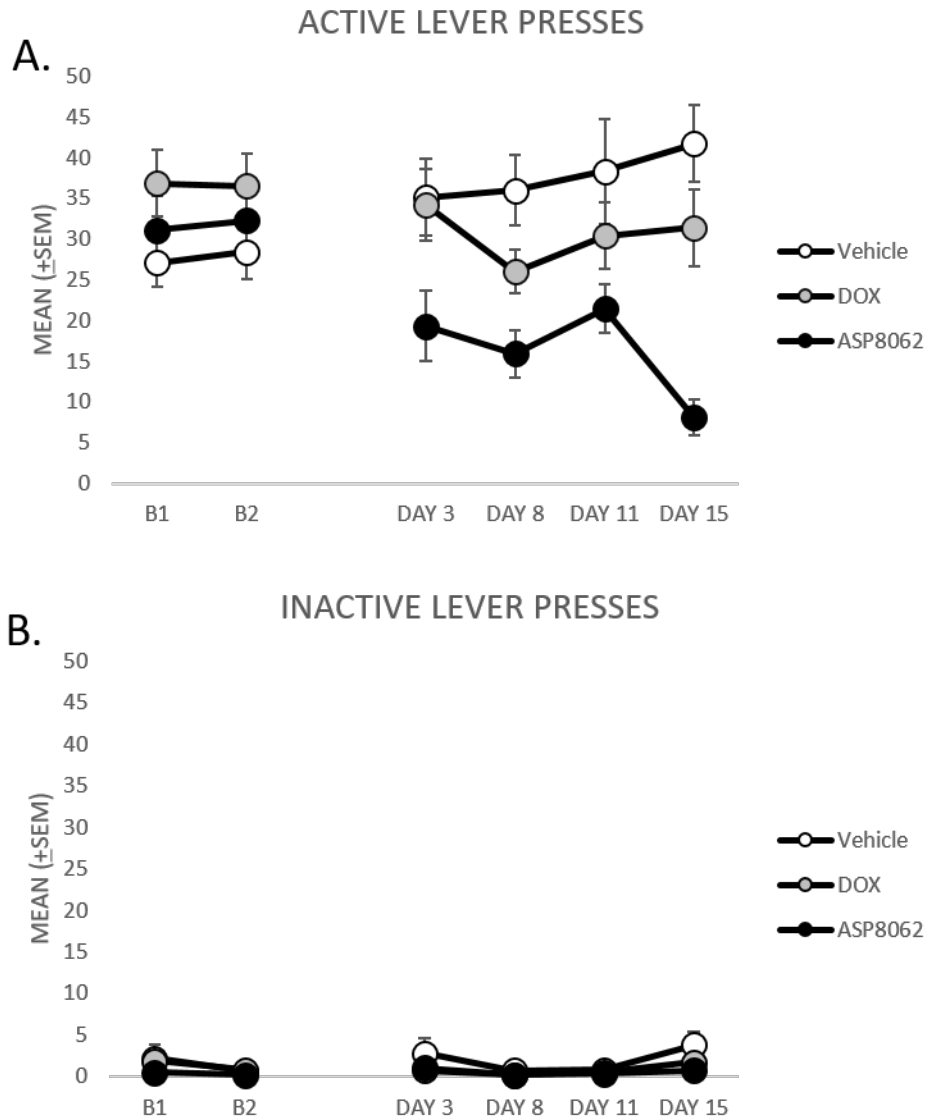 ACTIVE LEVER PRESSES
A.
MEAN (±SEM)
50
45
40
35
30
25
20
15
10
5
0
B1 B2 DAY 3 DAY 8 DAY 11 DAY 15
Vehicle
DOX
ASP8062
INACTIVE LEVER PRESSES
B.
MEAN (±SEM)
50
45
40
35
30
25
20
15
10
5
0
B1 B2 DAY 3 DAY 8 DAY 11 DAY 15
Vehicle
DOX
ASP8062